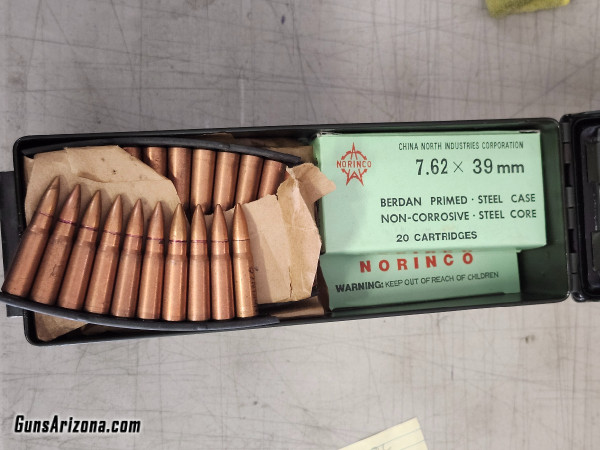 CHINA NORTH INDUSTRIES CORPORATION
NORINCO
7.62 × 39 mm
BERDAN PRIMED · STEEL CASE
NON-CORROSIVE · STEEL CORE
20 CARTRIDGES
NORINCO
WARNING: KEEP OUT OF REACH OF CHILDREN
GunsArizona.com